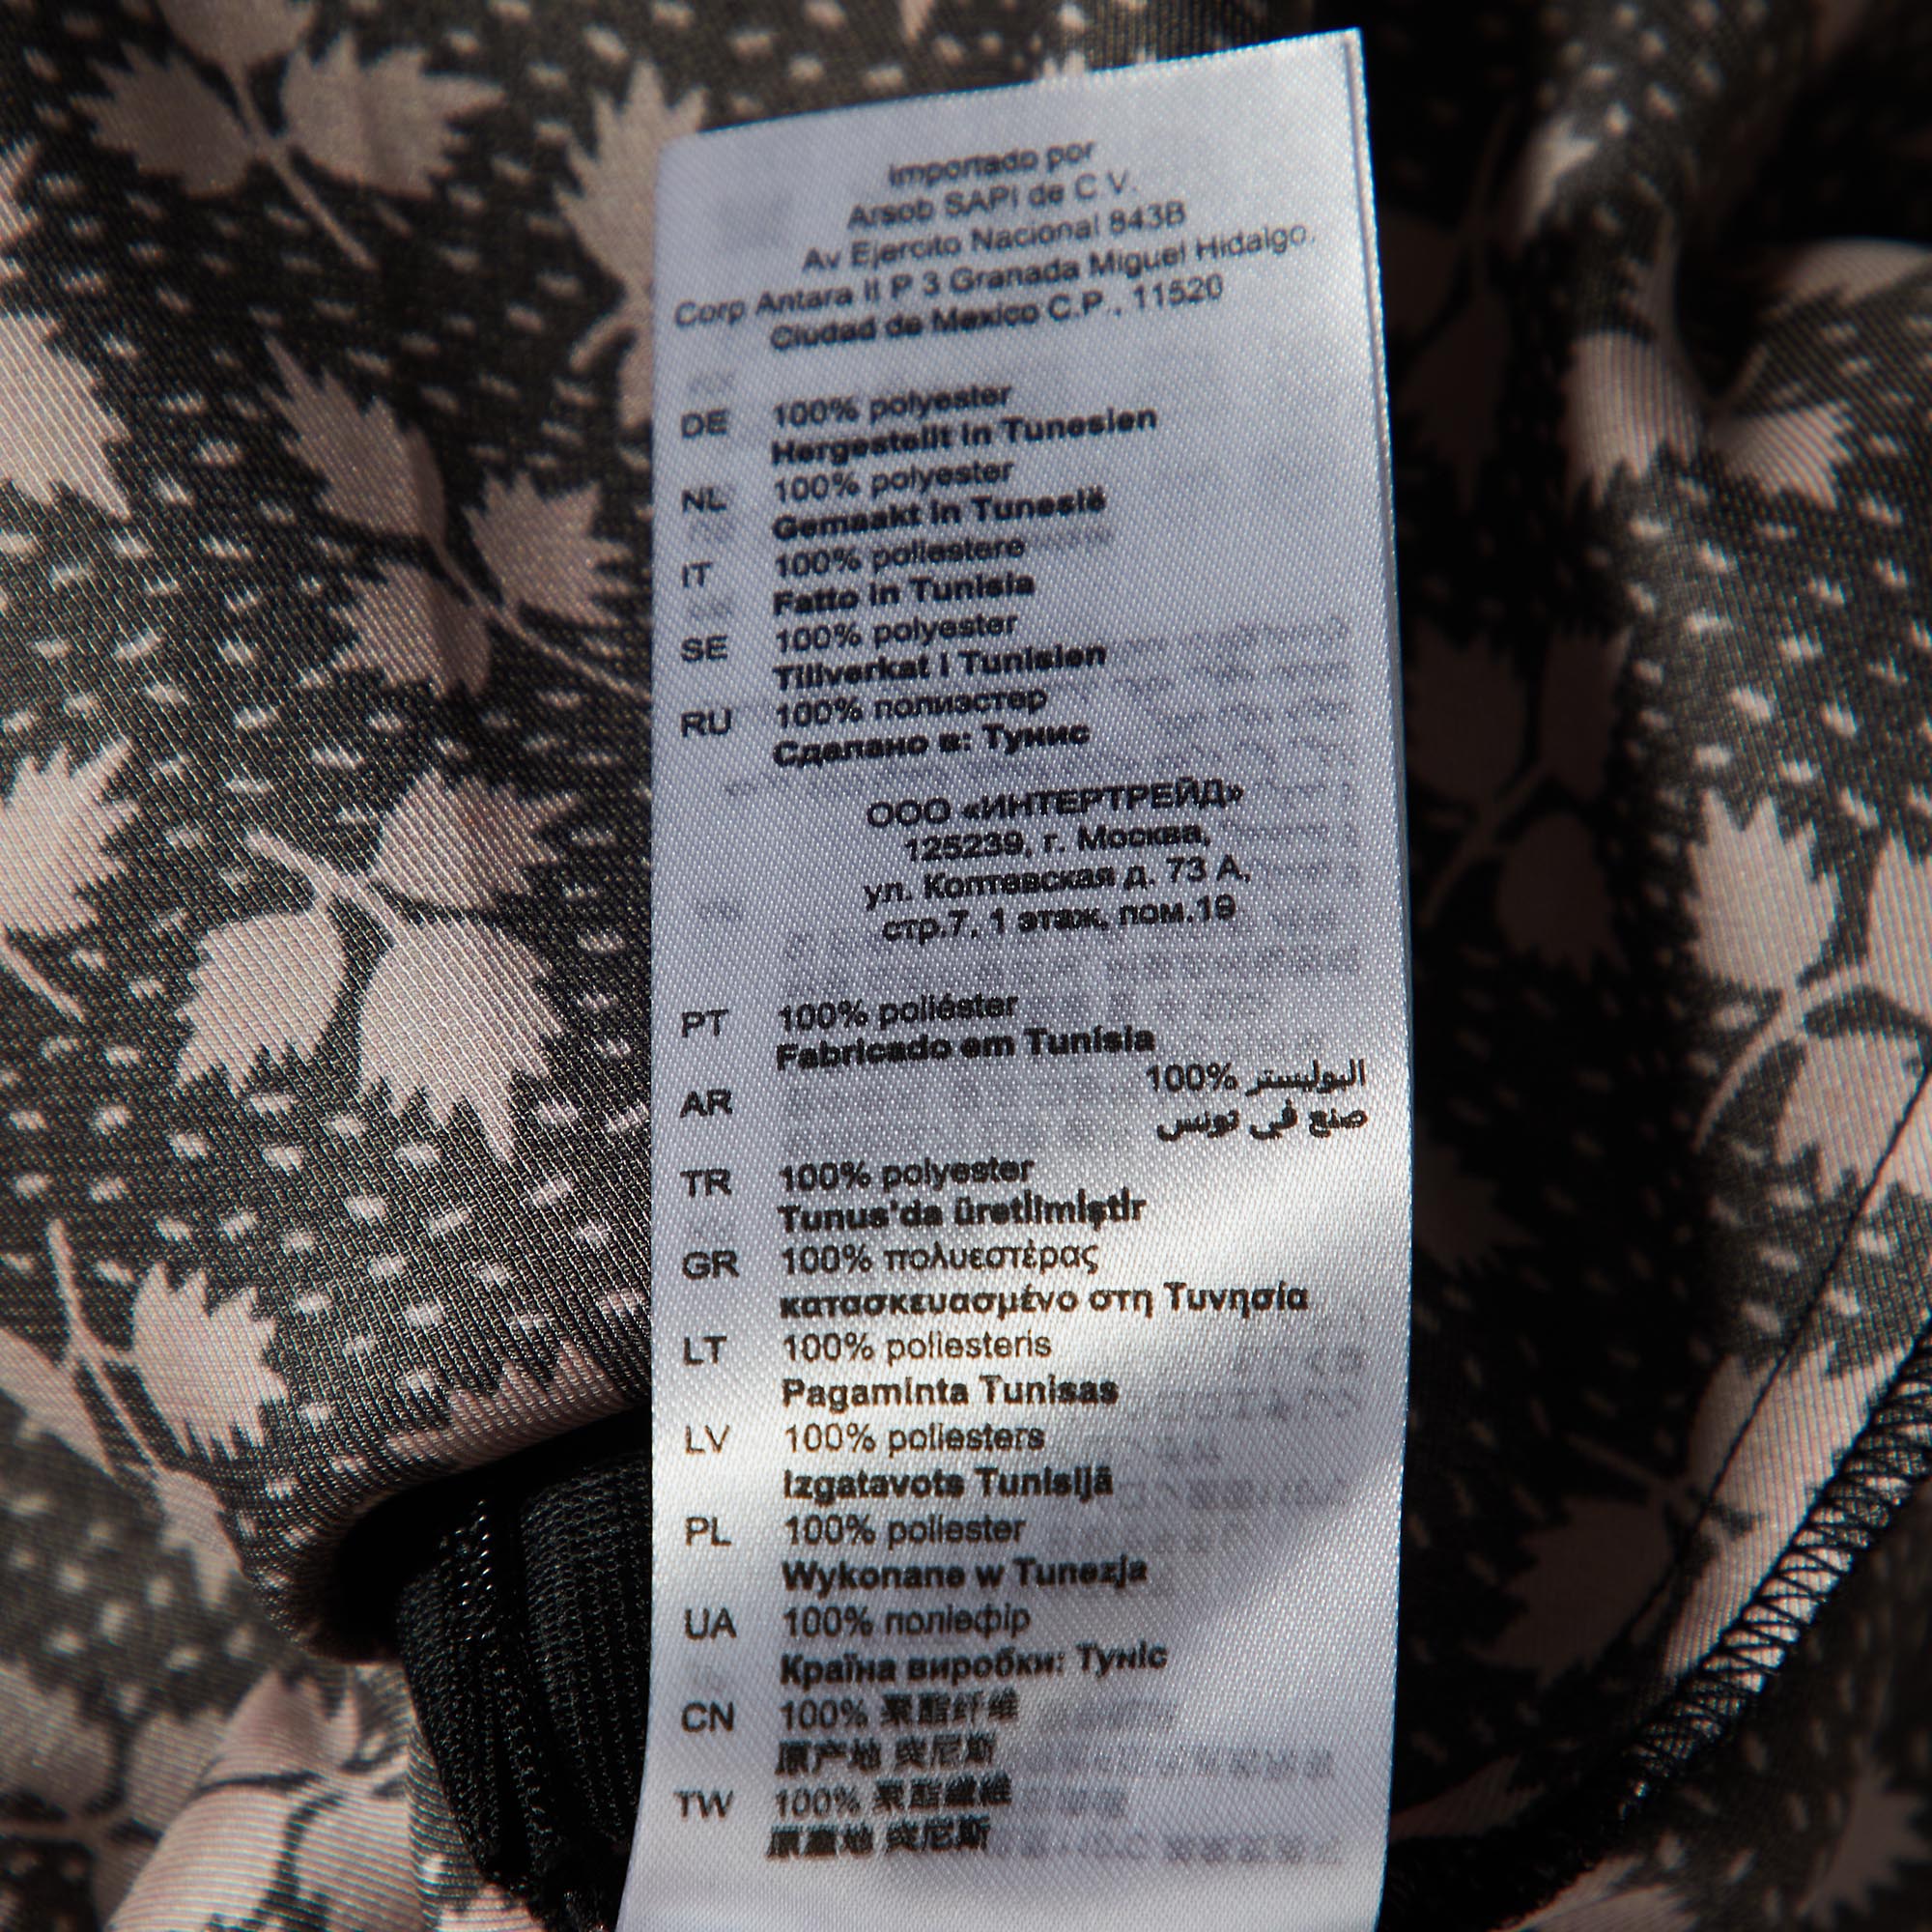 importado por
Arsob SAPI de C V.
Av Ejercito Nacional 843B
Corp Antara II P 3 Granada Miguel Hidalgo.
Ciudad de Mexico C.P., 11520
DE 100% polyester
Hergestellt in Tunesien
NL 100% polyester
Gemaakt in Tunesië
IT 100% poliestere
Fatto in Tunisia
SE 100% polyester
Tillverkat i Tunisien
RU 100% полиэстер
Сделано в: Тунис
ООО «ИНТЕРТРЕЙД»
125239, г. Москва,
ул. Коптевская д. 73 А,
стр.7, 1 этаж, пом.19
PT 100% poliéster
Fabricado em Tunísia
AR 100% البوليستر
صنع في تونس
TR 100% polyester
Tunus'da üretilmiştir
GR 100% πολυεστέρας
κατασκευασμένο στη Τυνησία
LT 100% poliesteris
Pagaminta Tunisas
LV 100% poliesters
Izgatavots Tunisijā
PL 100% poliester
Wykonane w Tunezja
UA 100% поліефір
Країна виробки: Туніс
CN 100% 聚脂纤维
原产地 突尼斯
TW 100% 聚脂纖維
原產地 突尼斯